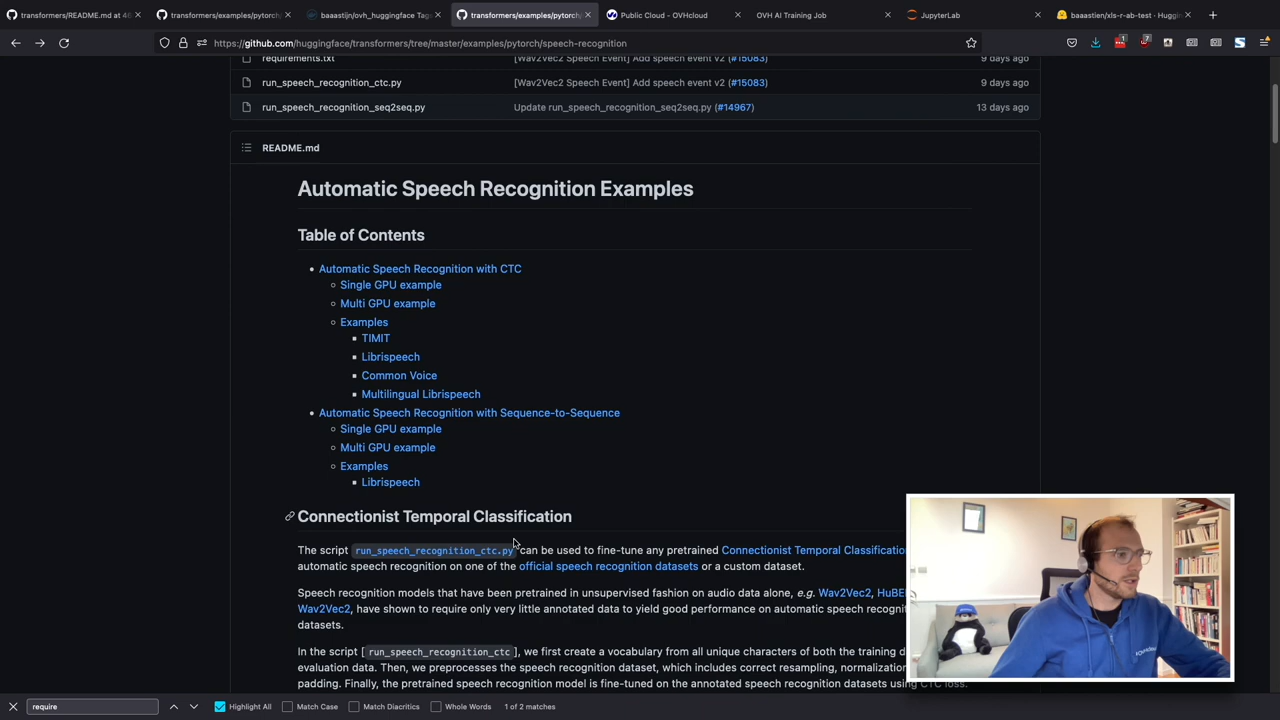 transformers/README.md at 46
transformers/examples/pytorch
baaastijn/ovh_huggingface Tags
transformers/examples/pytorch
Public Cloud - OVHcloud
OVH AI Training Job
JupyterLab
baaastien/xls-r-ab-test · Huggi
https://github.com/huggingface/transformers/tree/master/examples/pytorch/speech-recognition
requirements.txt [Wav2Vec2 Speech Event] Add speech event v2 (#15083) 9 days ago
run_speech_recognition_ctc.py [Wav2Vec2 Speech Event] Add speech event v2 (#15083) 9 days ago
run_speech_recognition_seq2seq.py Update run_speech_recognition_seq2seq.py (#14967) 13 days ago
README.md
Automatic Speech Recognition Examples
Table of Contents
Automatic Speech Recognition with CTC
Single GPU example
Multi GPU example
Examples
TIMIT
Librispeech
Common Voice
Multilingual Librispeech
Automatic Speech Recognition with Sequence-to-Sequence
Single GPU example
Multi GPU example
Examples
Librispeech
Connectionist Temporal Classification
The script run_speech_recognition_ctc.py can be used to fine-tune any pretrained Connectionist Temporal Classificatio
automatic speech recognition on one of the official speech recognition datasets or a custom dataset.
Speech recognition models that have been pretrained in unsupervised fashion on audio data alone, e.g. Wav2Vec2, HuBE
Wav2Vec2, have shown to require only very little annotated data to yield good performance on automatic speech recogni
datasets.
In the script [ run_speech_recognition_ctc ], we first create a vocabulary from all unique characters of both the training d
evaluation data. Then, we preprocesses the speech recognition dataset, which includes correct resampling, normalization
padding. Finally, the pretrained speech recognition model is fine-tuned on the annotated speech recognition datasets using CTC loss.
require
Highlight All
Match Case
Match Diacritics
Whole Words
1 of 2 matches